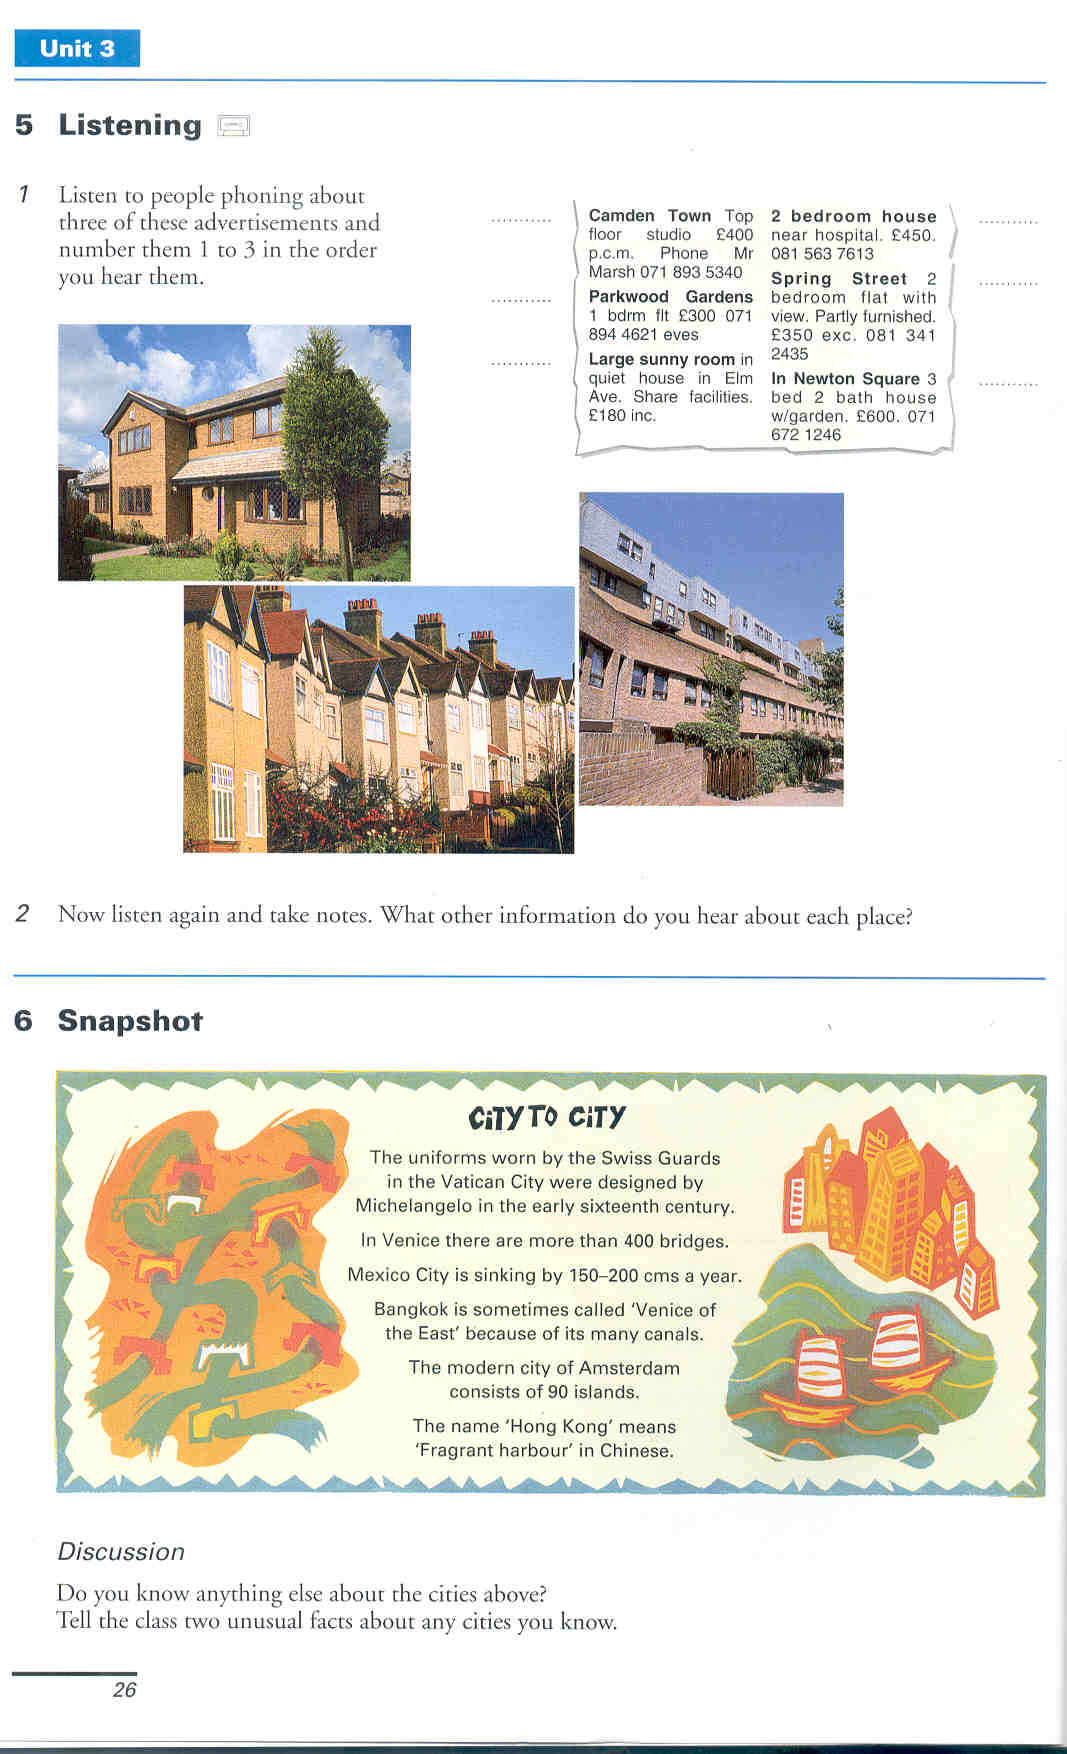 Unit 3
5 Listening
1 Listen to people phoning about
three of these advertisements and
number them 1 to 3 in the order
you hear them.
...........
...........
...........
Camden Town Top
floor studio £400
p.c.m. Phone Mr
Marsh 071 893 5340
Parkwood Gardens
1 bdrm flt £300 071
894 4621 eves
Large sunny room in
quiet house in Elm
Ave. Share facilities.
£180 inc.
2 bedroom house
near hospital. £450.
081 563 7613
Spring Street 2
bedroom flat with
view. Partly furnished.
£350 exc. 081 341
2435
In Newton Square 3
bed 2 bath house
w/garden. £600. 071
672 1246
...........
...........
...........
2 Now listen again and take notes. What other information do you hear about each place?
6 Snapshot
CiTY TO CiTY
The uniforms worn by the Swiss Guards
in the Vatican City were designed by
Michelangelo in the early sixteenth century.
In Venice there are more than 400 bridges.
Mexico City is sinking by 150–200 cms a year.
Bangkok is sometimes called ‘Venice of
the East’ because of its many canals.
The modern city of Amsterdam
consists of 90 islands.
The name ‘Hong Kong’ means
‘Fragrant harbour’ in Chinese.
Discussion
Do you know anything else about the cities above?
Tell the class two unusual facts about any cities you know.
26